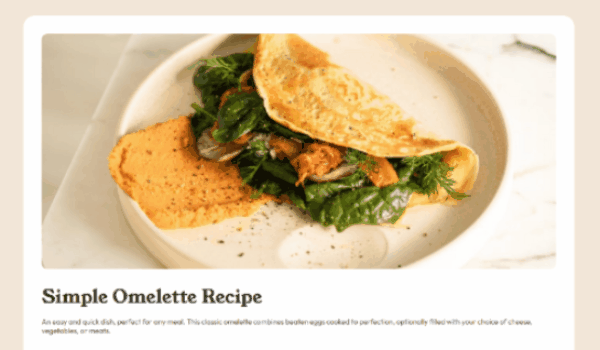 Simple Omelette Recipe
An easy and quick dish, perfect for any meal. This classic omelette combines beaten eggs cooked to perfection, optionally filled with your choice of cheese,
vegetables, or meats.